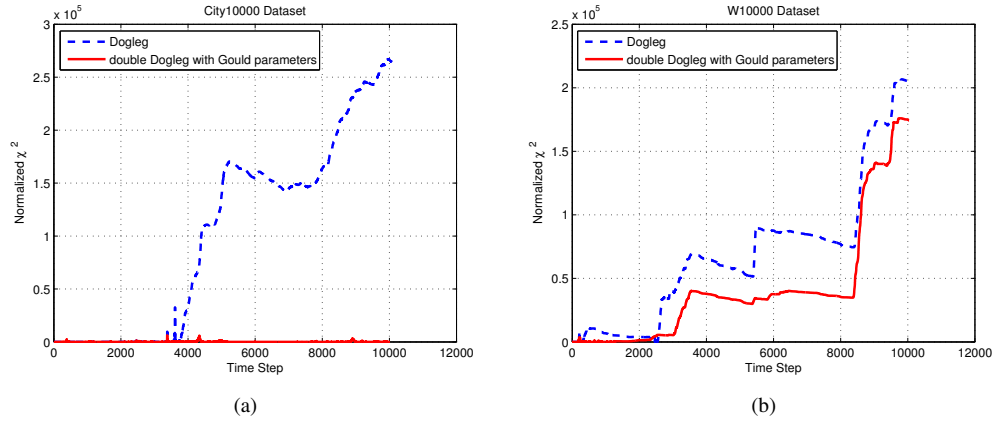 City10000 Dataset
x 10^5
Dogleg
double Dogleg with Gould parameters
3
2.5
2
1.5
1
0.5
0
Normalized χ^2
0 2000 4000 6000 8000 10000 12000
Time Step
(a)
W10000 Dataset
x 10^5
Dogleg
double Dogleg with Gould parameters
2.5
2
1.5
1
0.5
0
Normalized χ^2
0 2000 4000 6000 8000 10000 12000
Time Step
(b)